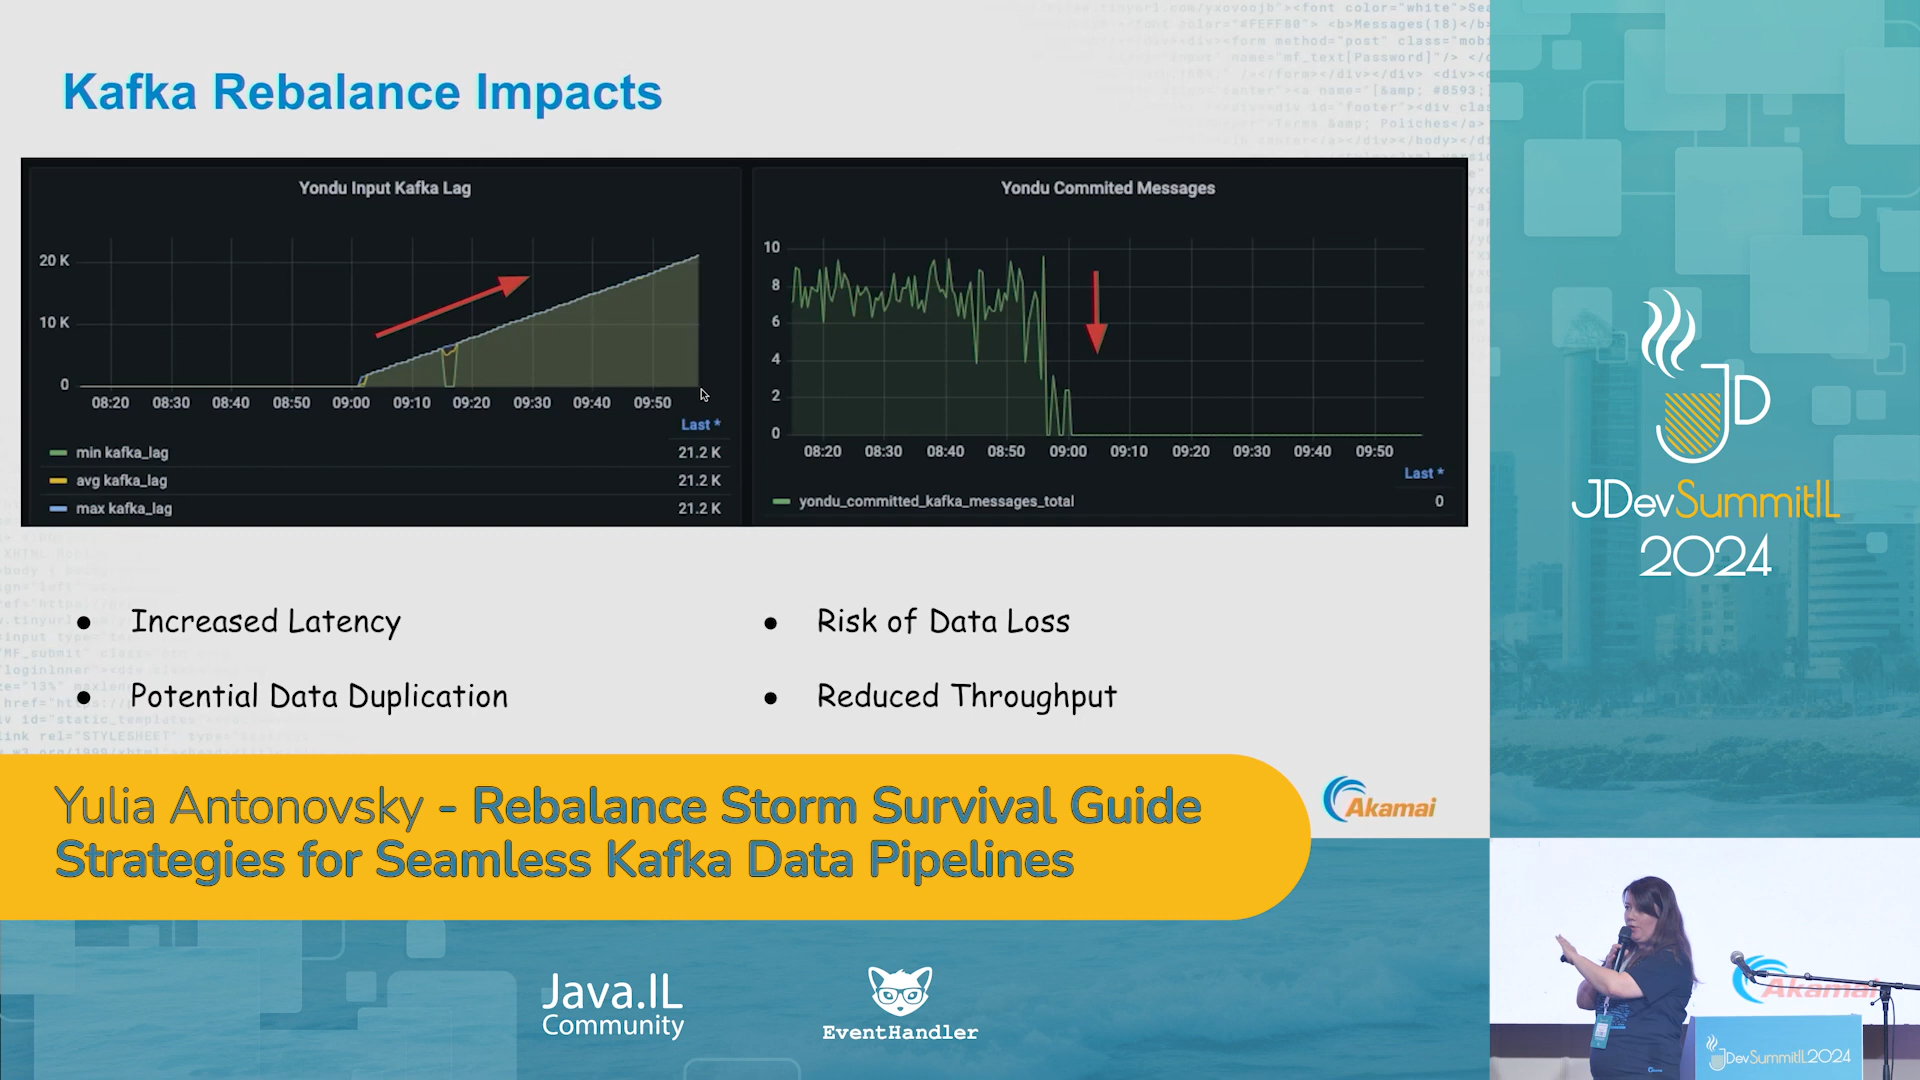 Kafka Rebalance Impacts
Yondu Input Kafka Lag
20 K
10 K
0
08:20 08:30 08:40 08:50 09:00 09:10 09:20 09:30 09:40 09:50
Last *
min kafka_lag 21.2 K
avg kafka_lag 21.2 K
max kafka_lag 21.2 K
Yondu Commited Messages
10
8
6
4
2
0
08:20 08:30 08:40 08:50 09:00 09:10 09:20 09:30 09:40 09:50
Last *
yondu_committed_kafka_messages_total 0
• Increased Latency
• Potential Data Duplication
• Risk of Data Loss
• Reduced Throughput
Akamai
Yulia Antonovsky - Rebalance Storm Survival Guide
Strategies for Seamless Kafka Data Pipelines
Java.IL
Community
EventHandler
JD
JDevSummitIL
2024
Akamai
JDevSummitIL2024